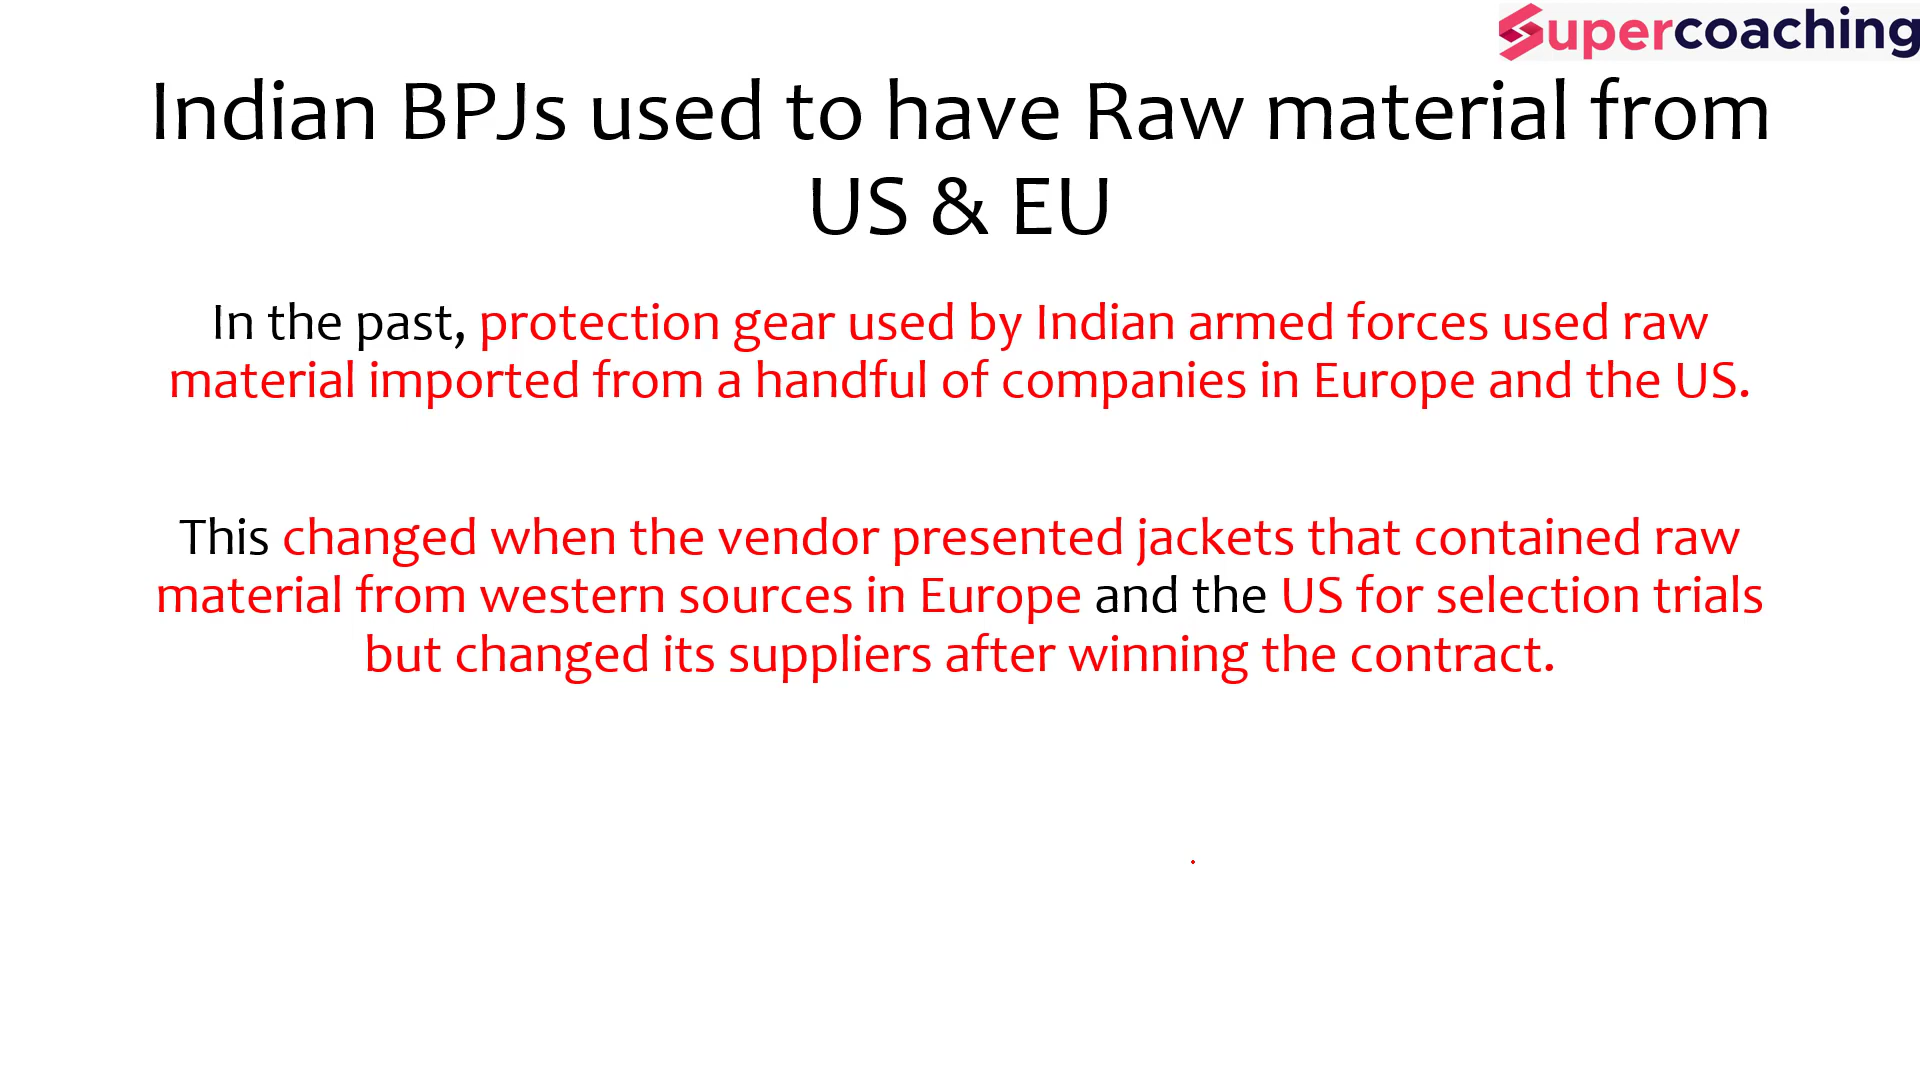 Supercoaching
Indian BPJs used to have Raw material from
US & EU
In the past, protection gear used by Indian armed forces used raw
material imported from a handful of companies in Europe and the US.
This changed when the vendor presented jackets that contained raw
material from western sources in Europe and the US for selection trials
but changed its suppliers after winning the contract.